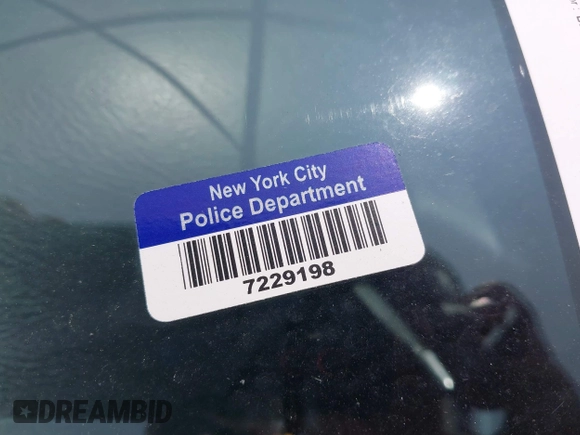 New York City
Police Department
7229198
DREAMBID